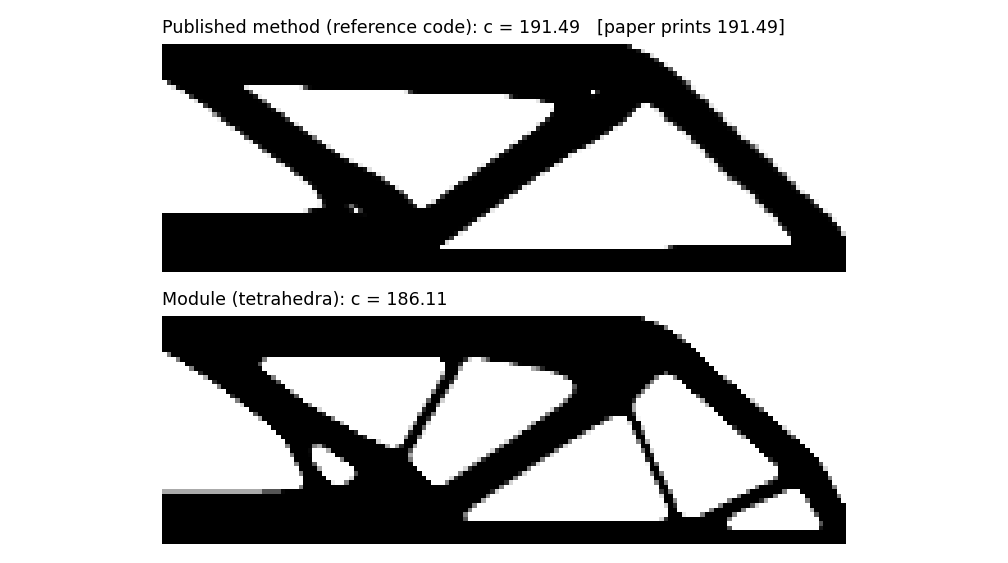 Published method (reference code): c = 191.49   [paper prints 191.49]
Module (tetrahedra): c = 186.11